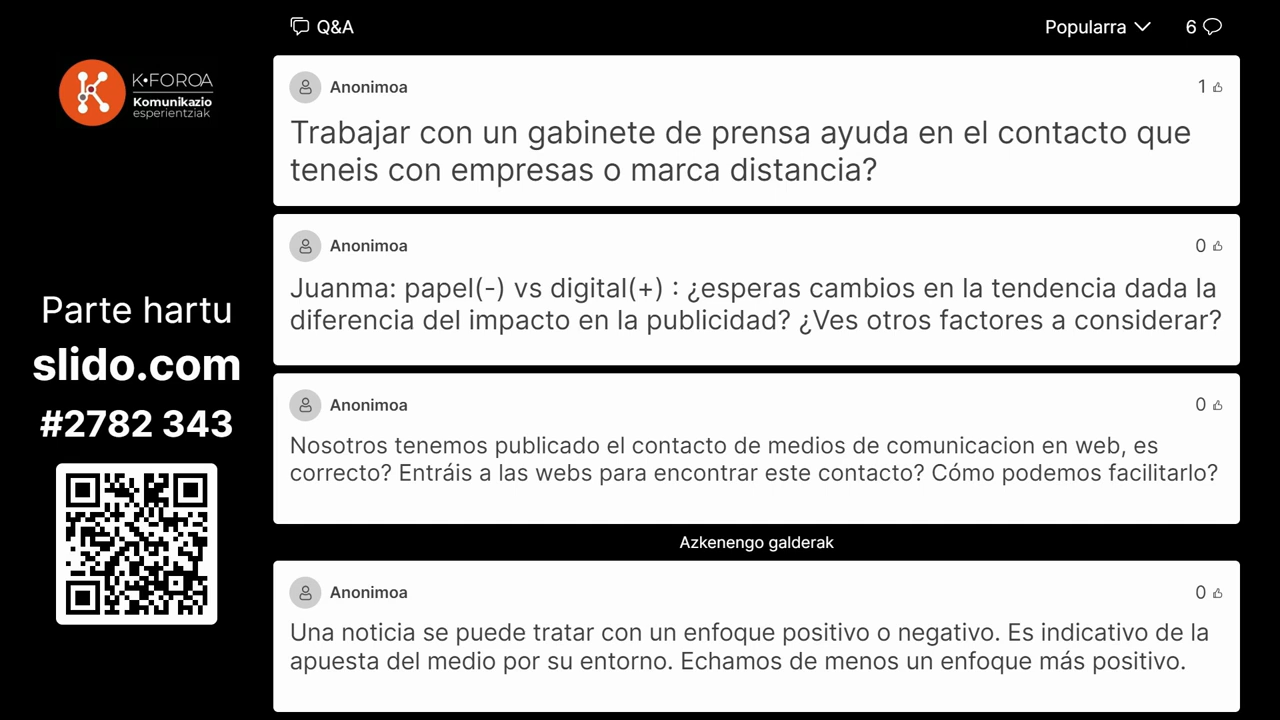 Q&A
Popularra
6
K•FOROA
Komunikazio
esperientziak
Parte hartu
slido.com
#2782 343
Anonimoa
1
Trabajar con un gabinete de prensa ayuda en el contacto que
teneis con empresas o marca distancia?
Anonimoa
0
Juanma: papel(-) vs digital(+) : ¿esperas cambios en la tendencia dada la
diferencia del impacto en la publicidad? ¿Ves otros factores a considerar?
Anonimoa
0
Nosotros tenemos publicado el contacto de medios de comunicacion en web, es
correcto? Entráis a las webs para encontrar este contacto? Cómo podemos facilitarlo?
Azkenengo galderak
Anonimoa
0
Una noticia se puede tratar con un enfoque positivo o negativo. Es indicativo de la
apuesta del medio por su entorno. Echamos de menos un enfoque más positivo.